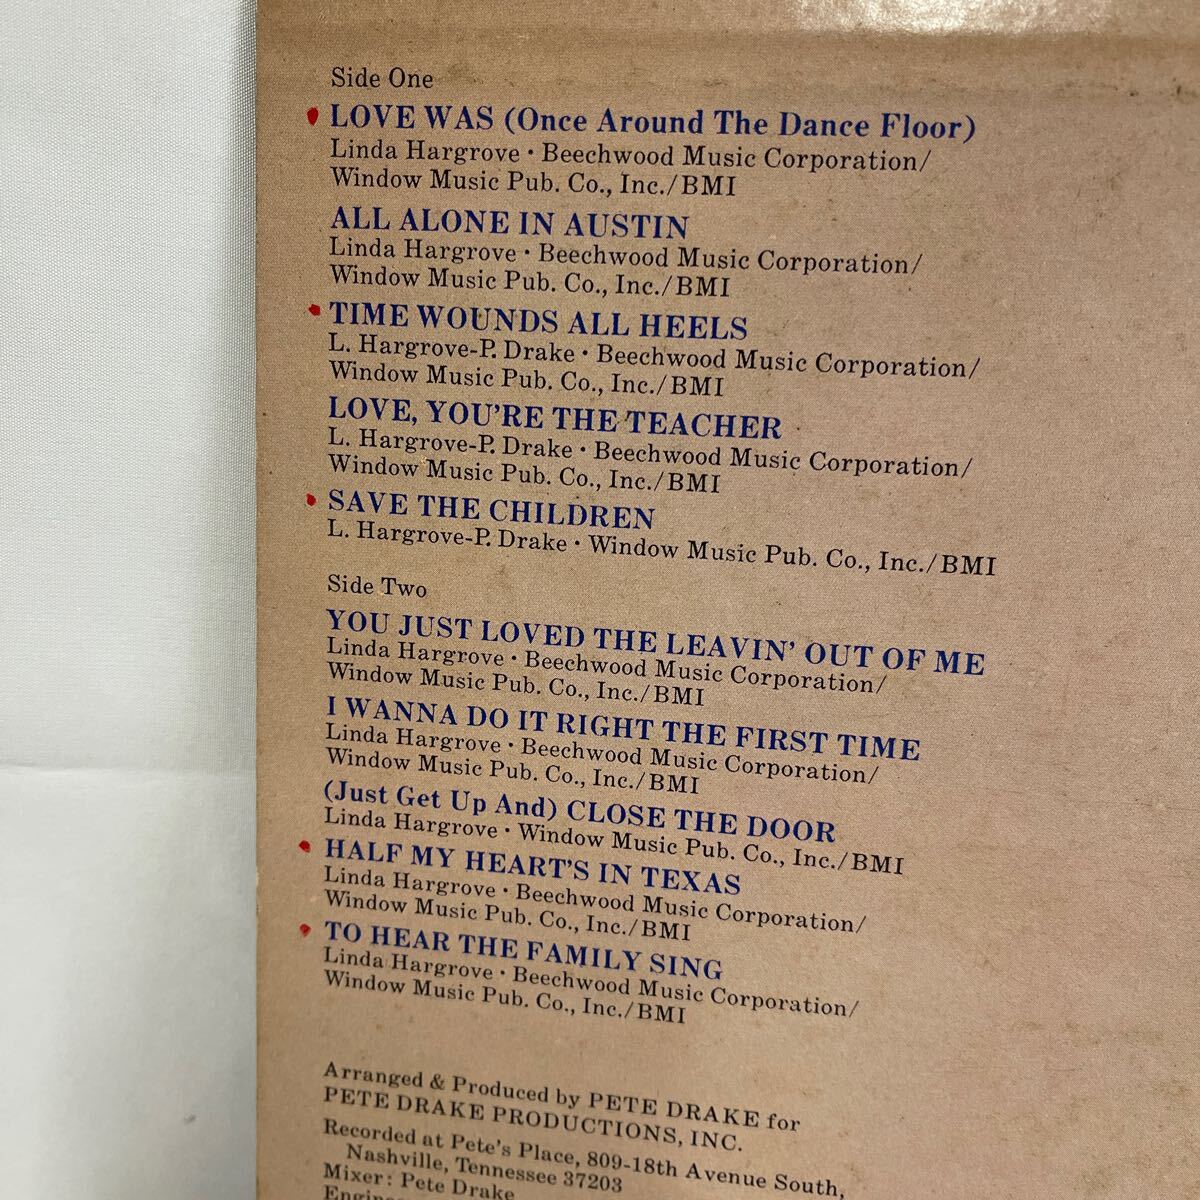 Side One
LOVE WAS (Once Around The Dance Floor)
Linda Hargrove · Beechwood Music Corporation/
Window Music Pub. Co., Inc./BMI
ALL ALONE IN AUSTIN
Linda Hargrove · Beechwood Music Corporation/
Window Music Pub. Co., Inc./BMI
TIME WOUNDS ALL HEELS
L. Hargrove-P. Drake · Beechwood Music Corporation/
Window Music Pub. Co., Inc./BMI
LOVE, YOU'RE THE TEACHER
L. Hargrove-P. Drake · Beechwood Music Corporation/
Window Music Pub. Co., Inc./BMI
SAVE THE CHILDREN
L. Hargrove-P. Drake · Window Music Pub. Co., Inc./BMI
Side Two
YOU JUST LOVED THE LEAVIN' OUT OF ME
Linda Hargrove · Beechwood Music Corporation/
Window Music Pub. Co., Inc./BMI
I WANNA DO IT RIGHT THE FIRST TIME
Linda Hargrove · Beechwood Music Corporation/
Window Music Pub. Co., Inc./BMI
(Just Get Up And) CLOSE THE DOOR
Linda Hargrove · Window Music Pub. Co., Inc./BMI
HALF MY HEART'S IN TEXAS
Linda Hargrove · Beechwood Music Corporation/
Window Music Pub. Co., Inc./BMI
TO HEAR THE FAMILY SING
Linda Hargrove · Beechwood Music Corporation/
Window Music Pub. Co., Inc./BMI
Arranged & Produced by PETE DRAKE for
PETE DRAKE PRODUCTIONS, INC.
Recorded at Pete's Place, 809-18th Avenue South,
Nashville, Tennessee 37203
Mixer: Pete Drake